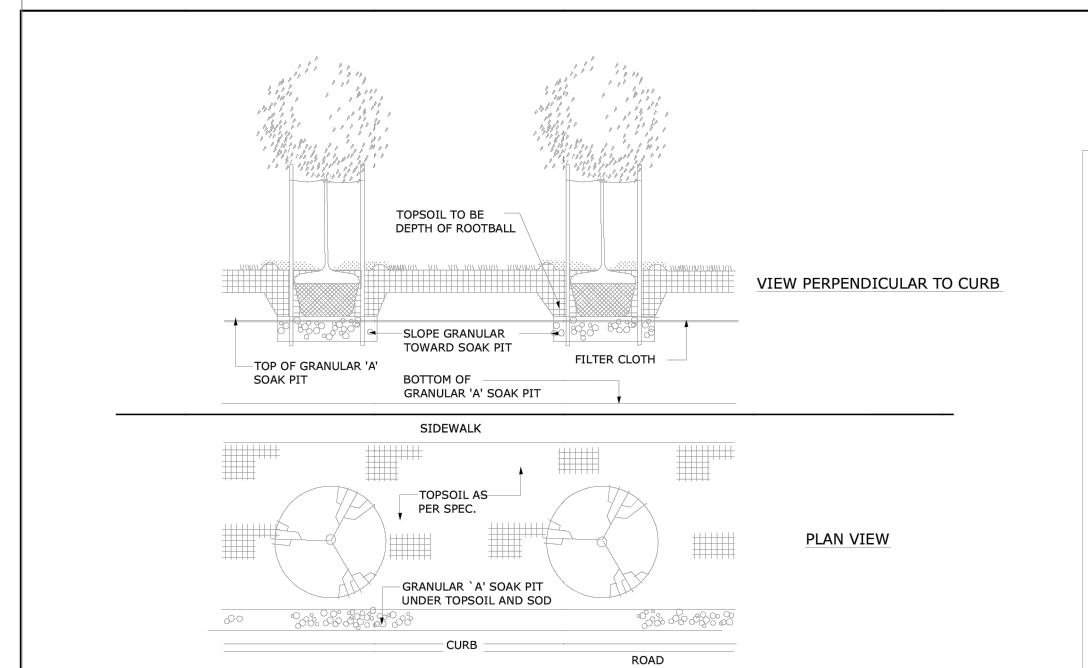 TOPSOIL TO BE
DEPTH OF ROOTBALL
VIEW PERPENDICULAR TO CURB
SLOPE GRANULAR
TOWARD SOAK PIT
FILTER CLOTH
TOP OF GRANULAR 'A'
SOAK PIT
BOTTOM OF
GRANULAR 'A' SOAK PIT
SIDEWALK
TOPSOIL AS
PER SPEC.
PLAN VIEW
GRANULAR `A' SOAK PIT
UNDER TOPSOIL AND SOD
CURB
ROAD